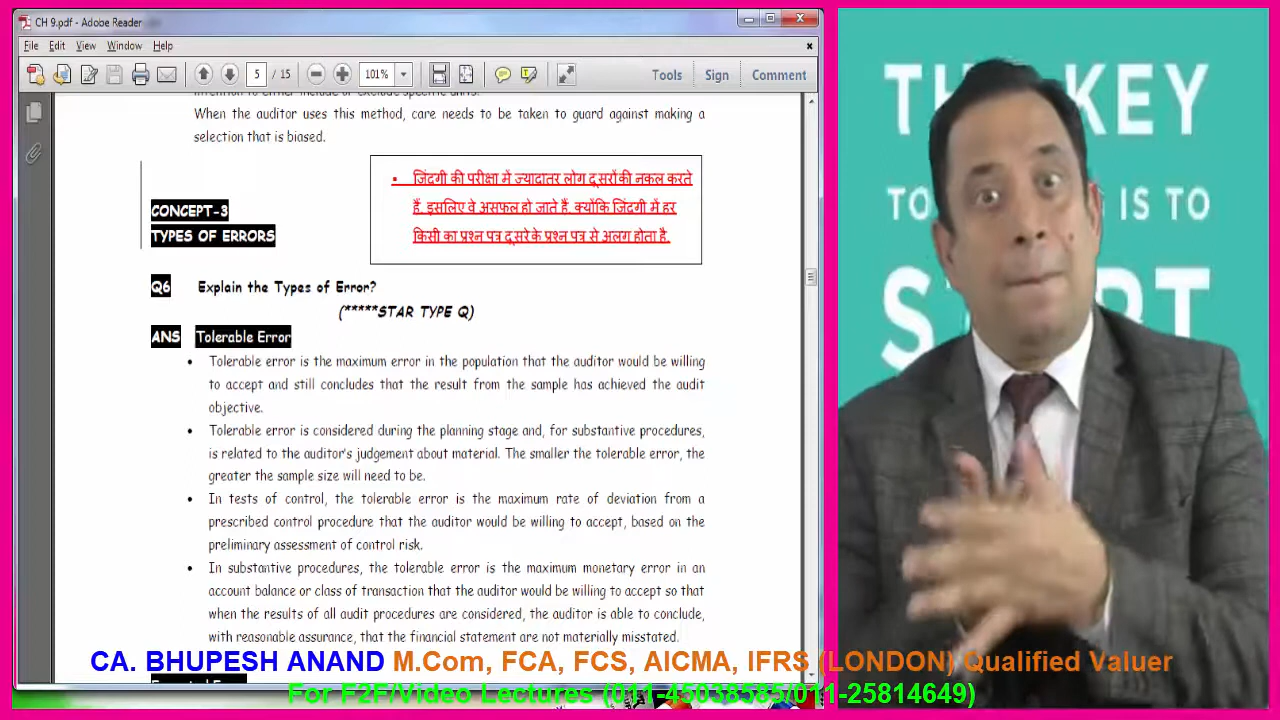 CH 9.pdf - Adobe Reader
File Edit View Window Help
5 / 15 101% Tools Sign Comment
When the auditor uses this method, care needs to be taken to guard against making a
selection that is biased.
▪ जिंदगी की परीक्षा में ज्यादातर लोग दूसरों की नकल करते
हैं. इसलिए वे असफल हो जाते हैं. क्योंकि जिंदगी में हर
किसी का प्रश्न पत्र दूसरे के प्रश्न पत्र से अलग होता है.
CONCEPT-3
TYPES OF ERRORS
Q6 Explain the Types of Error?
(*****STAR TYPE Q)
ANS Tolerable Error
• Tolerable error is the maximum error in the population that the auditor would be willing
to accept and still concludes that the result from the sample has achieved the audit
objective.
• Tolerable error is considered during the planning stage and, for substantive procedures,
is related to the auditor's judgement about material. The smaller the tolerable error, the
greater the sample size will need to be.
• In tests of control, the tolerable error is the maximum rate of deviation from a
prescribed control procedure that the auditor would be willing to accept, based on the
preliminary assessment of control risk.
• In substantive procedures, the tolerable error is the maximum monetary error in an
account balance or class of transaction that the auditor would be willing to accept so that
when the results of all audit procedures are considered, the auditor is able to conclude,
with reasonable assurance, that the financial statement are not materially misstated.
CA. BHUPESH ANAND M.Com, FCA, FCS, AICMA, IFRS (LONDON) Qualified Valuer
For F2F/Video Lectures (011-45038585/011-25814649)
KEY
IS TO